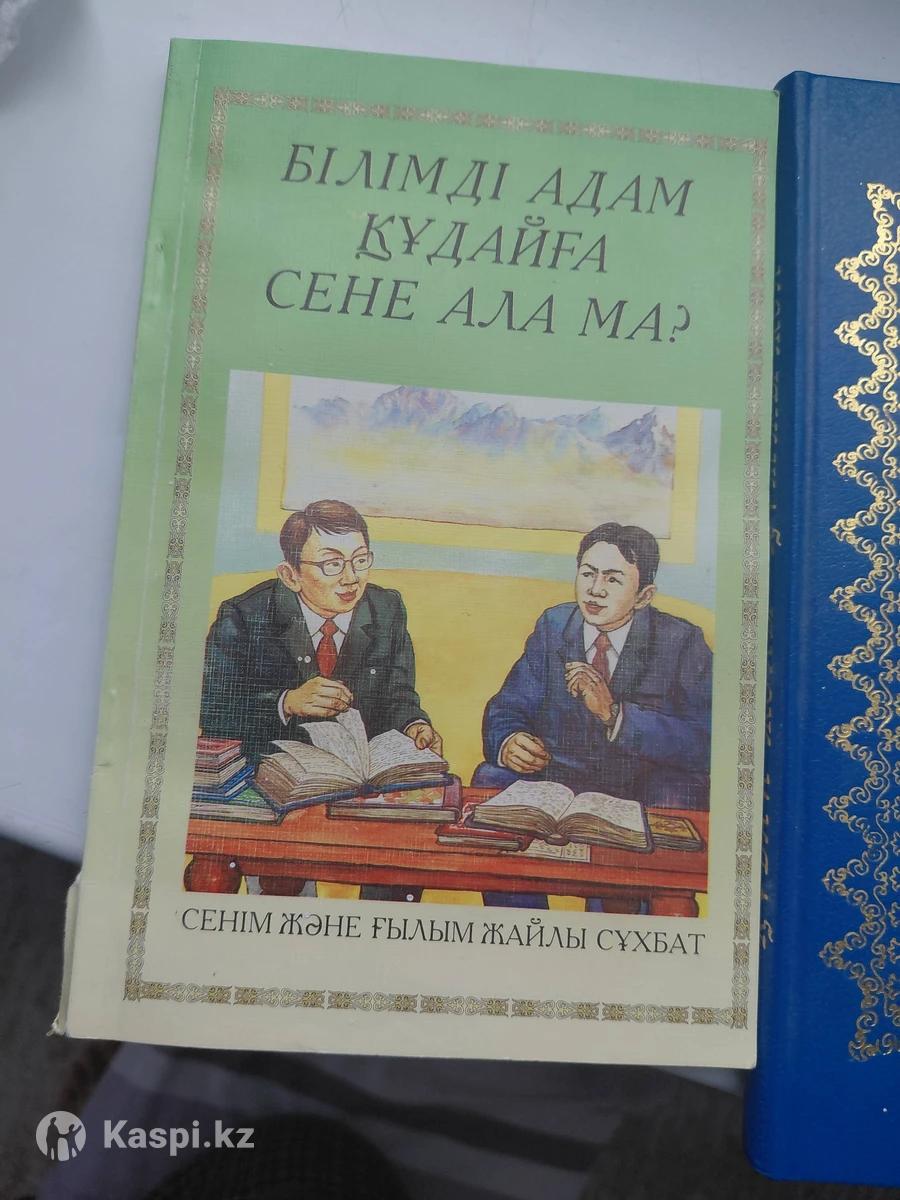 БІЛІМДІ АДАМ
ҚҰДАЙҒА
СЕНЕ АЛА МА?
СЕНІМ ЖӘНЕ ҒЫЛЫМ ЖАЙЛЫ СҰХБАТ
Kaspi.kz